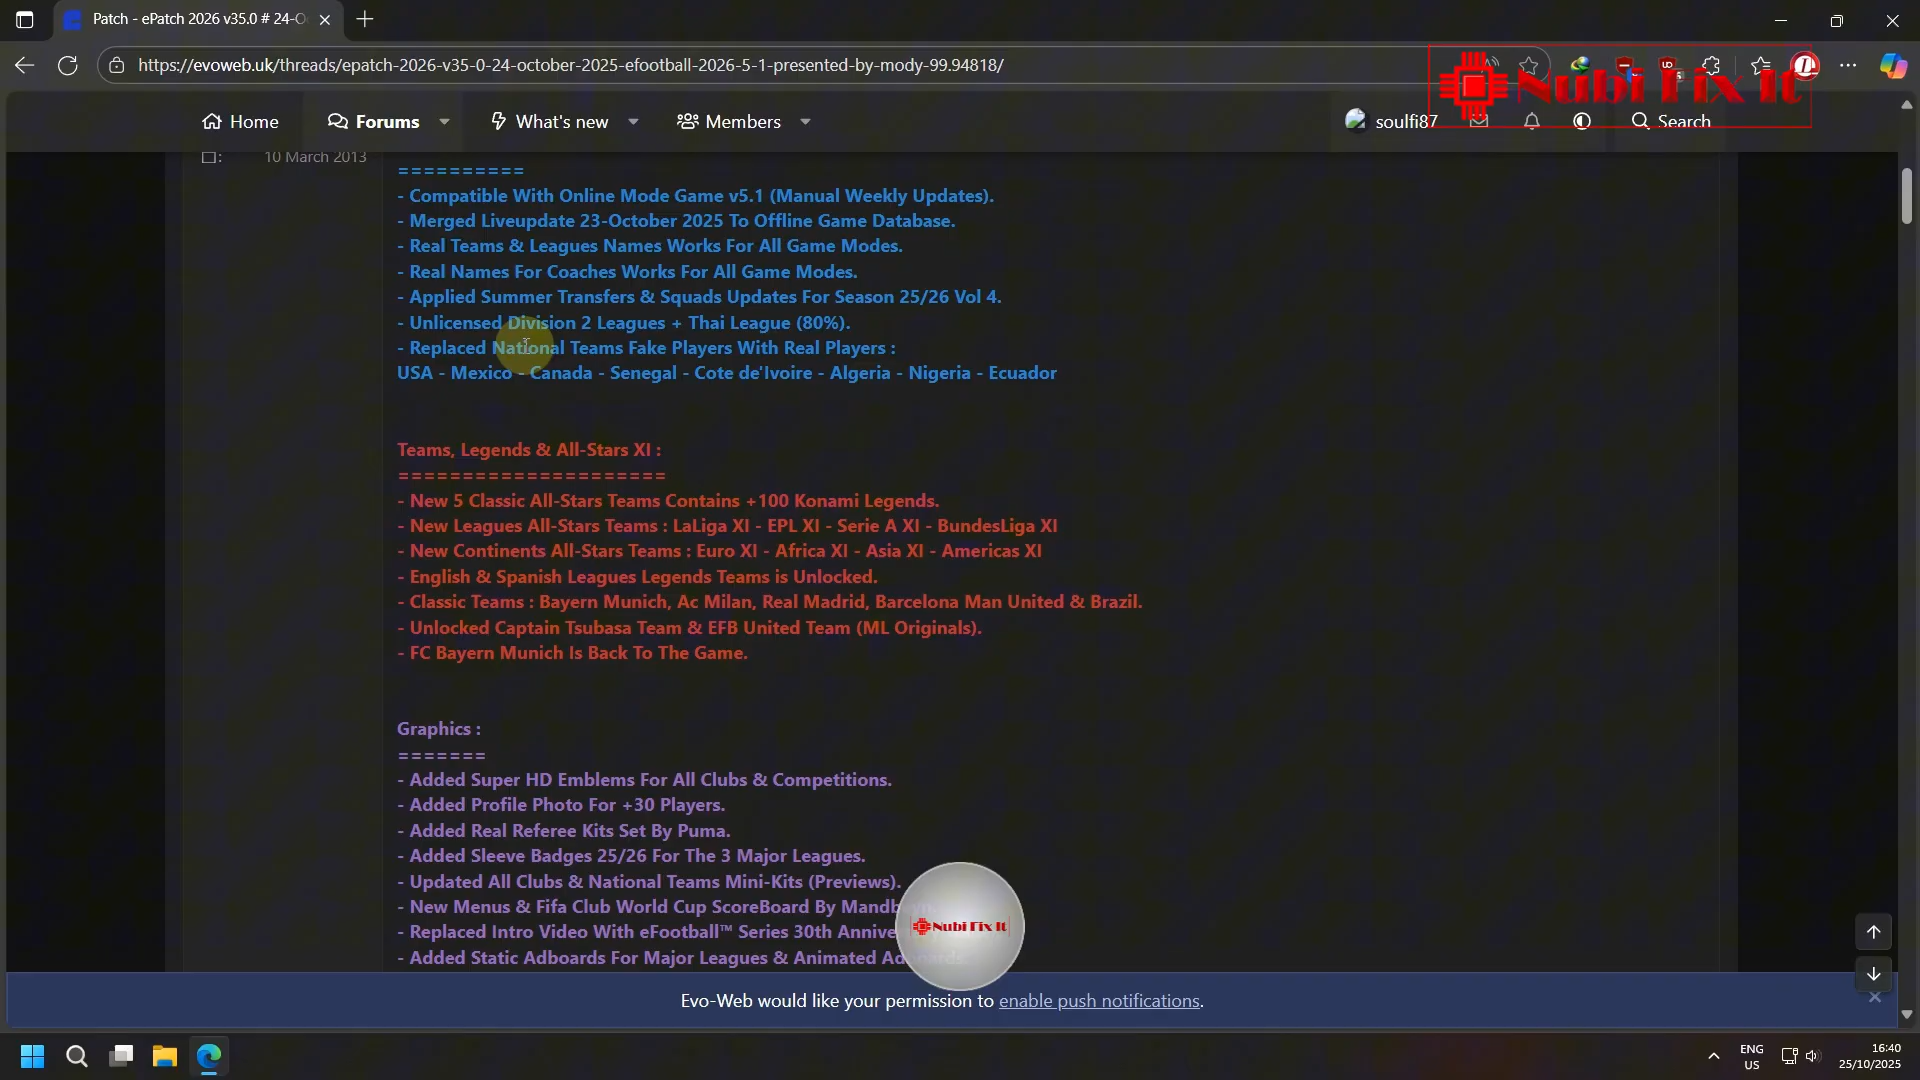 Patch - ePatch 2026 v35.0 # 24-O
https://evoweb.uk/threads/epatch-2026-v35-0-24-october-2025-efootball-2026-5-1-presented-by-mody-99.94818/
Nubi Fix It
Home
Forums
What's new
Members
soulfi87
Search
10 March 2013
==========
- Compatible With Online Mode Game v5.1 (Manual Weekly Updates).
- Merged Liveupdate 23-October 2025 To Offline Game Database.
- Real Teams & Leagues Names Works For All Game Modes.
- Real Names For Coaches Works For All Game Modes.
- Applied Summer Transfers & Squads Updates For Season 25/26 Vol 4.
- Unlicensed Division 2 Leagues + Thai League (80%).
- Replaced National Teams Fake Players With Real Players :
USA - Mexico - Canada - Senegal - Cote de'Ivoire - Algeria - Nigeria - Ecuador
Teams, Legends & All-Stars XI :
=====================
- New 5 Classic All-Stars Teams Contains +100 Konami Legends.
- New Leagues All-Stars Teams : LaLiga XI - EPL XI - Serie A XI - BundesLiga XI
- New Continents All-Stars Teams : Euro XI - Africa XI - Asia XI - Americas XI
- English & Spanish Leagues Legends Teams is Unlocked.
- Classic Teams : Bayern Munich, Ac Milan, Real Madrid, Barcelona Man United & Brazil.
- Unlocked Captain Tsubasa Team & EFB United Team (ML Originals).
- FC Bayern Munich Is Back To The Game.
Graphics :
=======
- Added Super HD Emblems For All Clubs & Competitions.
- Added Profile Photo For +30 Players.
- Added Real Referee Kits Set By Puma.
- Added Sleeve Badges 25/26 For The 3 Major Leagues.
- Updated All Clubs & National Teams Mini-Kits (Previews).
- New Menus & Fifa Club World Cup ScoreBoard By
- Replaced Intro Video With eFootball™ Series 30th
Nubi Fix It
- Added Static Adboards For Major Leagues & Animated
Evo-Web would like your permission to enable push notifications.
ENG
US
16:40
25/10/2025